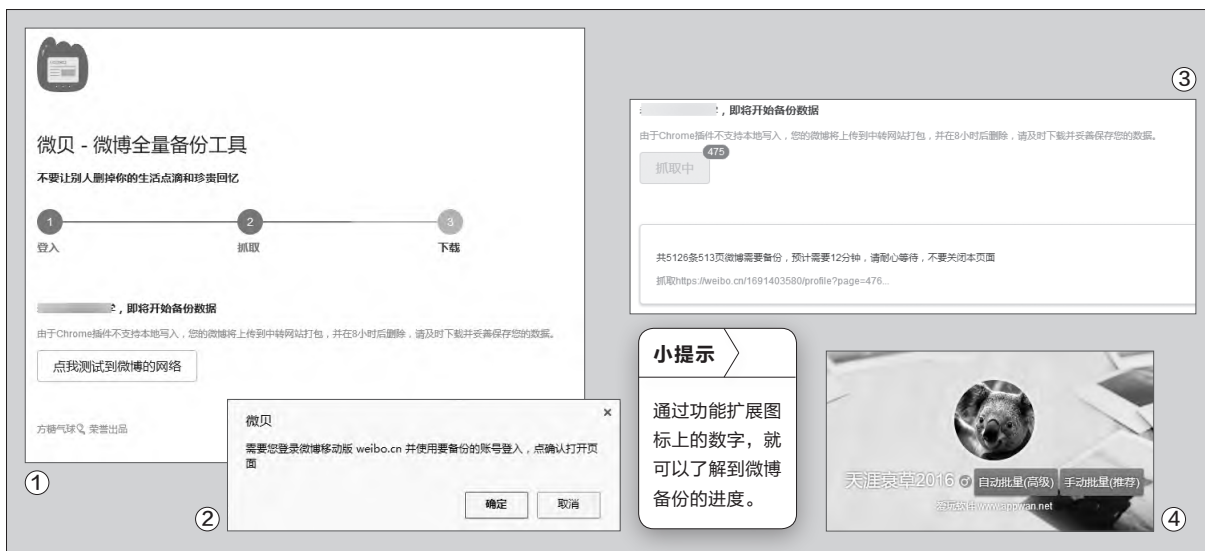 微贝 - 微博全量备份工具
不要让别人删掉你的生活点滴和珍贵回忆
1
2
3
登入
抓取
下载
,即将开始备份数据
由于Chrome插件不支持本地写入,您的微博将上传到中转网站打包,并在8小时后删除,请及时下载并妥善保存您的数据。
点我测试到微博的网络
方糖气球 荣誉出品
①
微贝
×
需要您登录微博移动版 weibo.cn 并使用要备份的账号登入,点确认打开页
面
确定
取消
②
③
,即将开始备份数据
由于Chrome插件不支持本地写入,您的微博将上传到中转网站打包,并在8小时后删除,请及时下载并妥善保存您的数据。
475
抓取中
共5126条513页微博需要备份,预计需要12分钟,请耐心等待,不要关闭本页面
抓取https://weibo.cn/1691403580/profile?page=476...
小提示
通过功能扩展图
标上的数字,就
可以了解到微博
备份的进度。
天涯衰草2016
自动批量(高级)
手动批量(推荐)
④